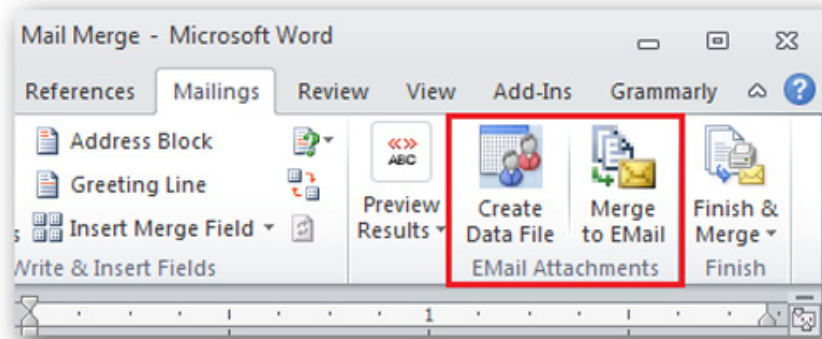 Mail Merge - Microsoft Word
References Mailings Review View Add-Ins Grammarly
Address Block
Greeting Line
Insert Merge Field
Write & Insert Fields
«»
ABC
Preview
Results
Create
Data File
Merge
to EMail
EMail Attachments
Finish &
Merge
Finish
1